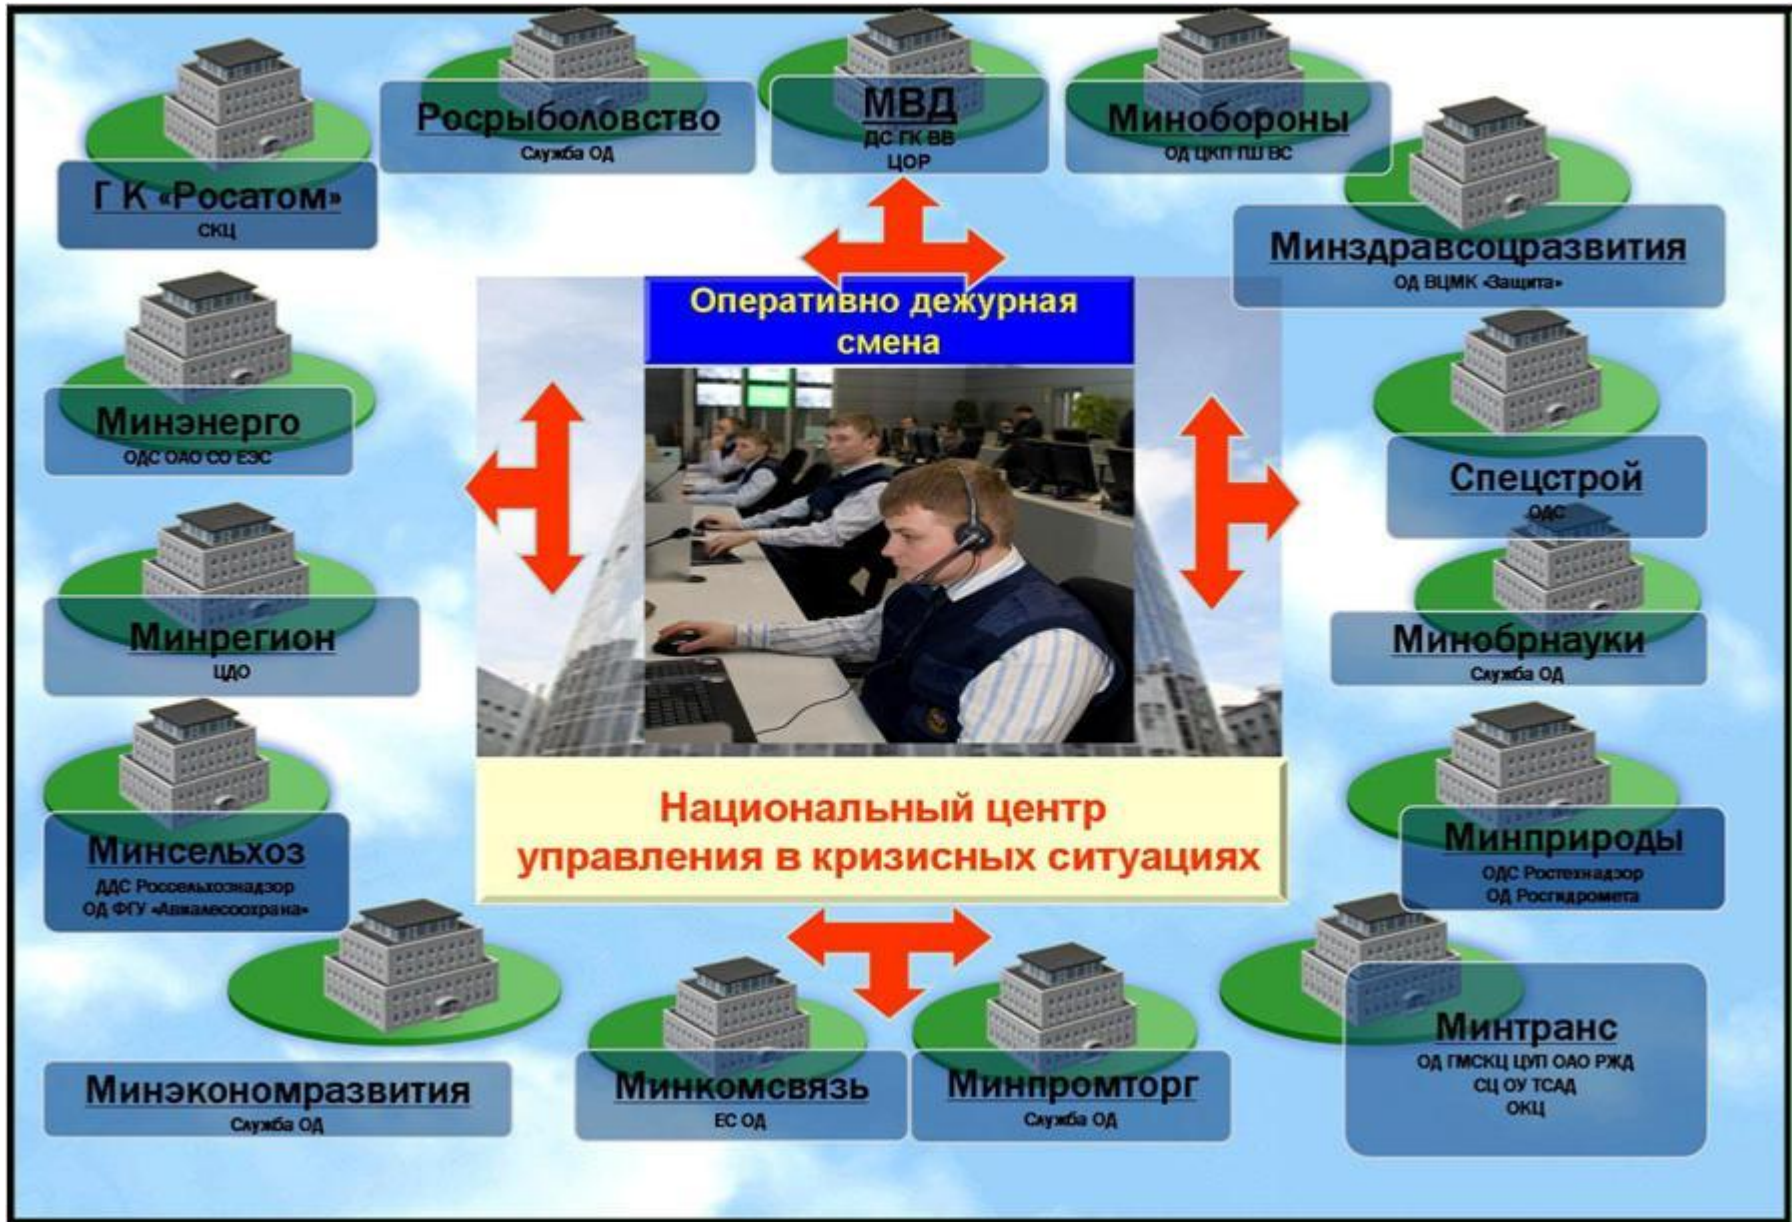 Росрыболовство
Служба ОД
МВД
ДС ГК ВВ
ЦОР
Минобороны
ОД ЦКП ГШ ВС
Г К «Росатом»
СКЦ
Минздравсоцразвития
ОД ВЦМК «Защита»
Оперативно дежурная
смена
Минэнерго
ОДС ОАО СО ЕЭС
Спецстрой
ОДС
Минрегион
ЦДО
Минобрнауки
Служба ОД
Минсельхоз
ДДС Россельхознадзор
ОД ФГУ «Авиалесоохрана»
Национальный центр
управления в кризисных ситуациях
Минприроды
ОДС Ростехнадзор
ОД Росгидромета
Минэкономразвития
Служба ОД
Минкомсвязь
ЕС ОД
Минпромторг
Служба ОД
Минтранс
ОД ГМСКЦ ЦУП ОАО РЖД
СЦ ОУ ТСАД
ОКЦ